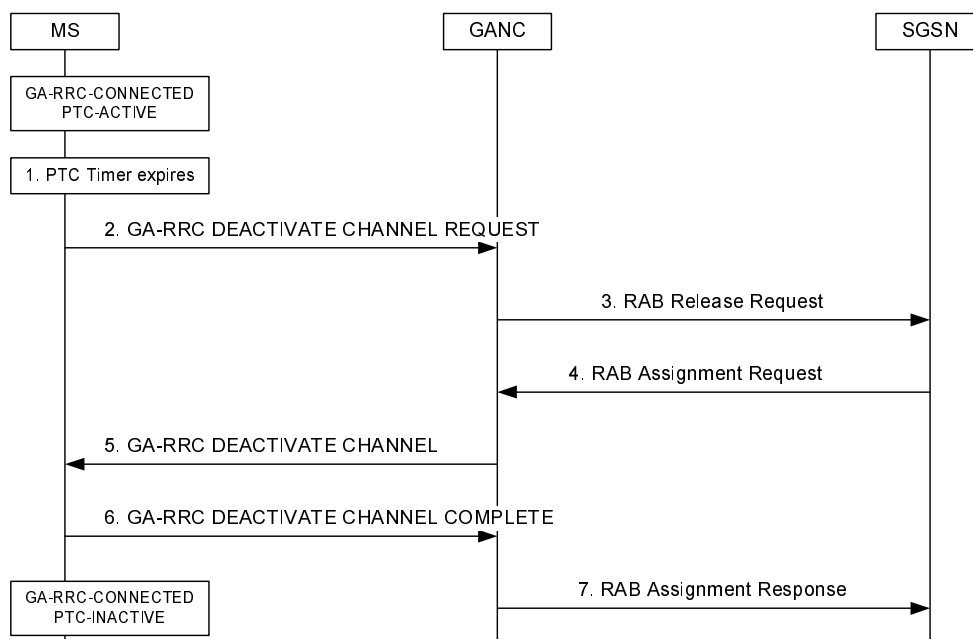 MS
GANC
SGSN
GA-RRC-CONNECTED
PTC-ACTIVE
1. PTC Timer expires
2. GA-RRC DEACTIVATE CHANNEL REQUEST
3. RAB Release Request
4. RAB Assignment Request
5. GA-RRC DEACTIVATE CHANNEL
6. GA-RRC DEACTIVATE CHANNEL COMPLETE
GA-RRC-CONNECTED
PTC-INACTIVE
7. RAB Assignment Response